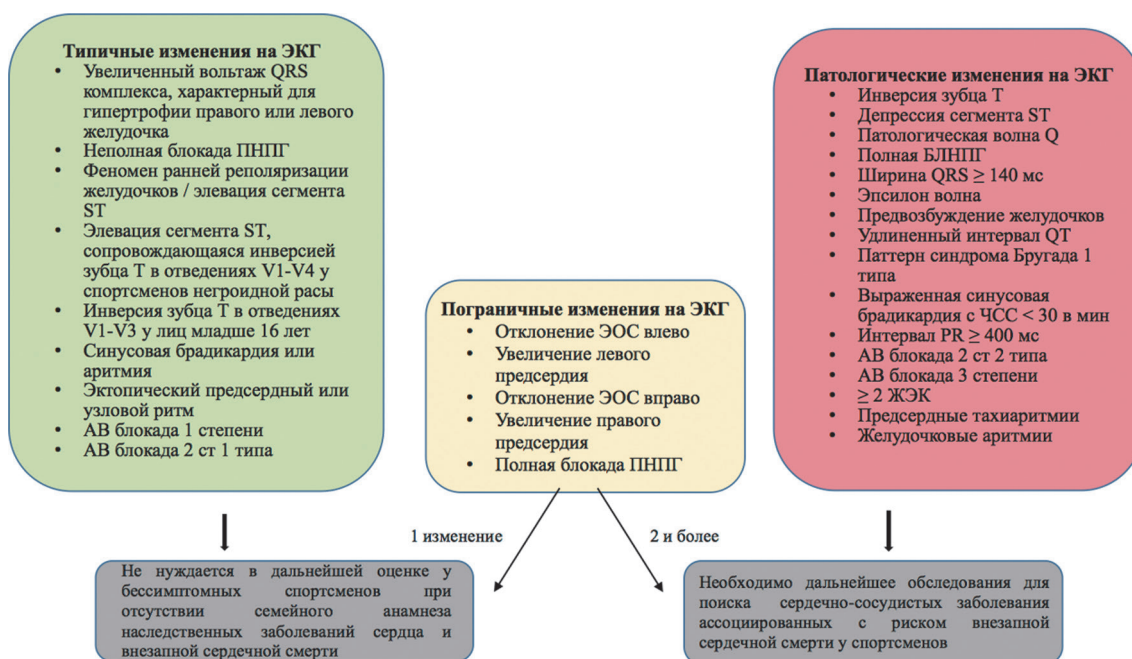 Типичные изменения на ЭКГ
• Увеличенный вольтаж QRS
комплекса, характерный для
гипертрофии правого или левого
желудочка
• Неполная блокада ПНПГ
• Феномен ранней реполяризации
желудочков / элевация сегмента
ST
• Элевация сегмента ST,
сопровождающаяся инверсией
зубца Т в отведениях V1-V4 у
спортсменов негроидной расы
• Инверсия зубца Т в отведениях
V1-V3 у лиц младше 16 лет
• Синусовая брадикардия или
аритмия
• Эктопический предсердный или
узловой ритм
• АВ блокада 1 степени
• АВ блокада 2 ст 1 типа
Пограничные изменения на ЭКГ
• Отклонение ЭОС влево
• Увеличение левого
предсердия
• Отклонение ЭОС вправо
• Увеличение правого
предсердия
• Полная блокада ПНПГ
Патологические изменения на ЭКГ
• Инверсия зубца Т
• Депрессия сегмента ST
• Патологическая волна Q
• Полная БЛНПГ
• Ширина QRS ≥ 140 мс
• Эпсилон волна
• Предвозбуждение желудочков
• Удлиненный интервал QT
• Паттерн синдрома Бругада 1
типа
• Выраженная синусовая
брадикардия с ЧСС < 30 в мин
• Интервал PR ≥ 400 мс
• АВ блокада 2 ст 2 типа
• АВ блокада 3 степени
• ≥ 2 ЖЭК
• Предсердные тахиаритмии
• Желудочковые аритмии
1 изменение
2 и более
Не нуждается в дальнейшей оценке у
бессимптомных спортсменов при
отсутствии семейного анамнеза
наследственных заболеваний сердца и
внезапной сердечной смерти
Необходимо дальнейшее обследования для
поиска сердечно-сосудистых заболевания
ассоциированных с риском внезапной
сердечной смерти у спортсменов